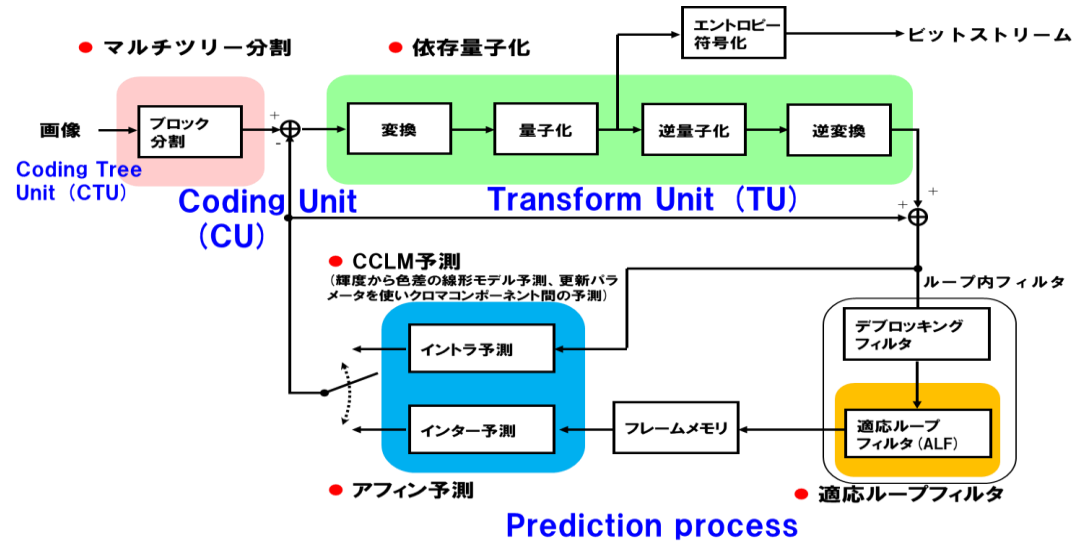 エントロピー
符号化
ビットストリーム
● マルチツリー分割
● 依存量子化
画像
ブロック
分割
+
-
変換
量子化
逆量子化
逆変換
Coding Tree
Unit（CTU）
Coding Unit
（CU）
Transform Unit（TU）
+
+
● CCLM予測
（輝度から色差の線形モデル予測、更新パラ
メータを使いクロマコンポーネント間の予測）
ループ内フィルタ
イントラ予測
デブロッキング
フィルタ
インター予測
フレームメモリ
適応ループ
フィルタ(ALF)
● アフィン予測
● 適応ループフィルタ
Prediction process